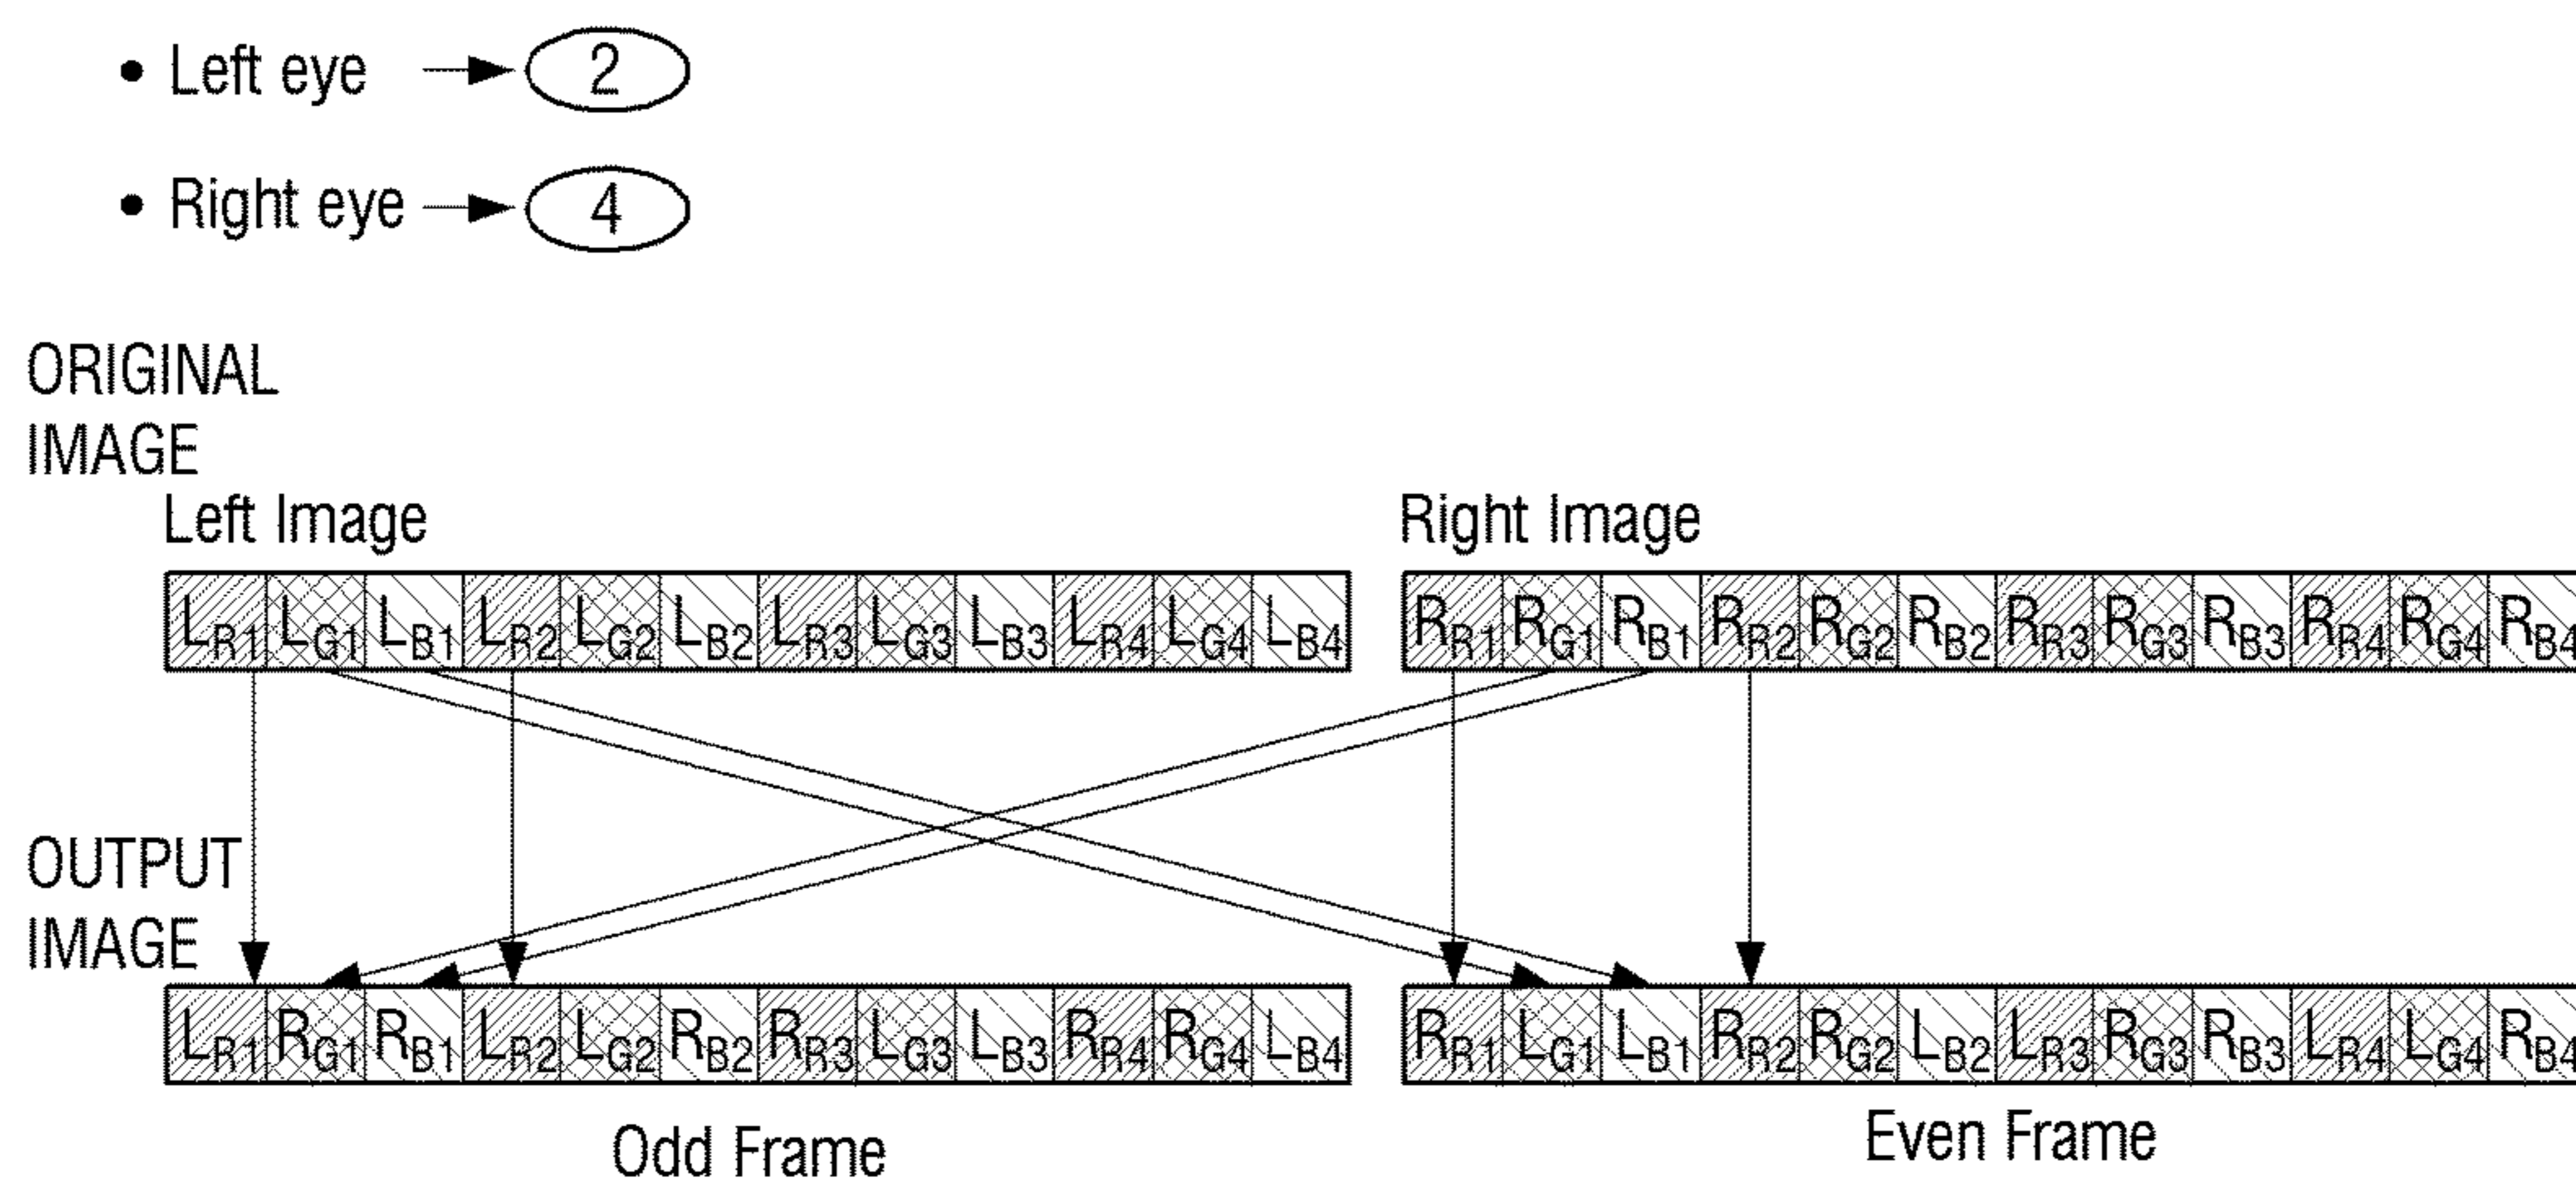 • Left eye → 2
• Right eye → 4
ORIGINAL
IMAGE
Left Image Right Image
LR1 LG1 LB1 LR2 LG2 LB2 LR3 LG3 LB3 LR4 LG4 LB4 RR1 RG1 RB1 RR2 RG2 RB2 RR3 RG3 RB3 RR4 RG4 RB4
OUTPUT
IMAGE
LR1 RG1 RB1 LR2 LG2 RB2 RR3 LG3 LB3 RR4 RG4 LB4 RR1 LG1 LB1 RR2 RG2 LB2 LR3 RG3 RB3 LR4 LG4 RB4
Odd Frame Even Frame